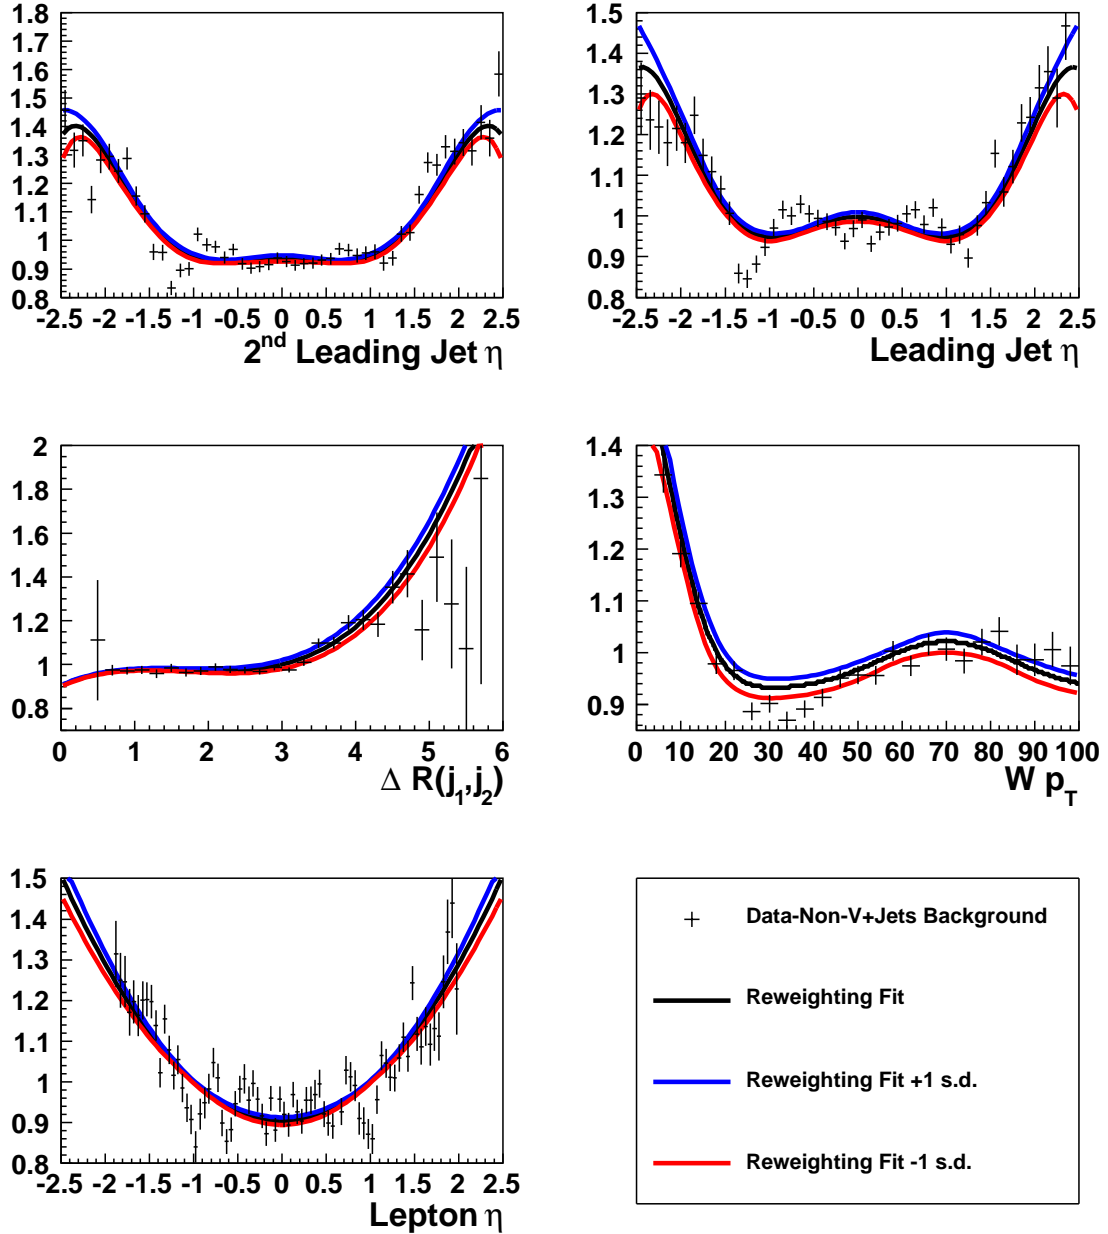 1.8
1.7
1.6
1.5
1.4
1.3
1.2
1.1
1
0.9
0.8
-2.5 -2 -1.5 -1 -0.5 0 0.5 1 1.5 2 2.5
2nd Leading Jet η
1.5
1.4
1.3
1.2
1.1
1
0.9
0.8
-2.5 -2 -1.5 -1 -0.5 0 0.5 1 1.5 2 2.5
Leading Jet η
2
1.8
1.6
1.4
1.2
1
0.8
0 1 2 3 4 5 6
Δ R(j1,j2)
1.4
1.3
1.2
1.1
1
0.9
0 10 20 30 40 50 60 70 80 90 100
W pT
1.5
1.4
1.3
1.2
1.1
1
0.9
0.8
-2.5 -2 -1.5 -1 -0.5 0 0.5 1 1.5 2 2.5
Lepton η
Data-Non-V+Jets Background
Reweighting Fit
Reweighting Fit +1 s.d.
Reweighting Fit -1 s.d.